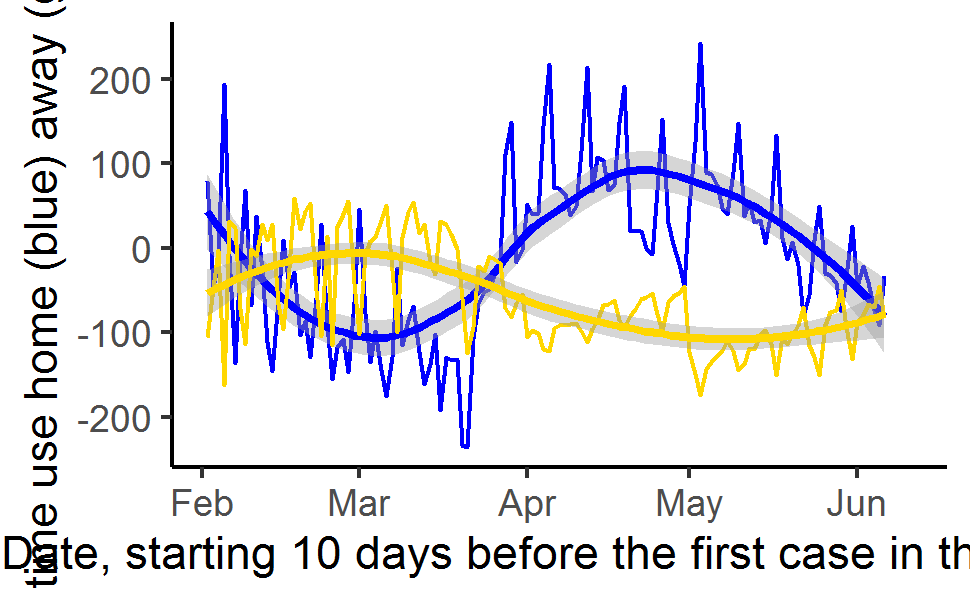 time use home (blue) away (
200
100
0
-100
-200
Feb Mar Apr May Jun
Date, starting 10 days before the first case in th